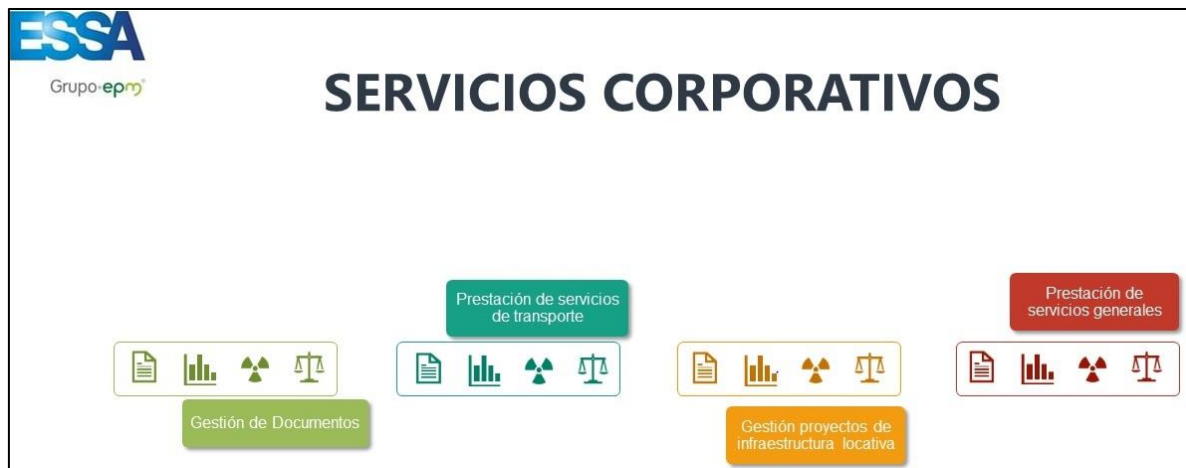 ESSA
Grupo·epm®
SERVICIOS CORPORATIVOS
Prestación de servicios
de transporte
Prestación de
servicios generales
Gestión de Documentos
Gestión proyectos de
infraestructura locativa